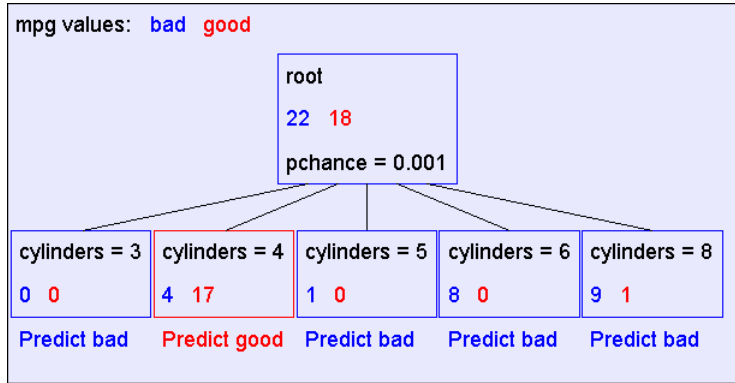 mpg values: bad good
root
22 18
pchance = 0.001
cylinders = 3 cylinders = 4 cylinders = 5 cylinders = 6 cylinders = 8
0 0 4 17 1 0 8 0 9 1
Predict bad Predict good Predict bad Predict bad Predict bad